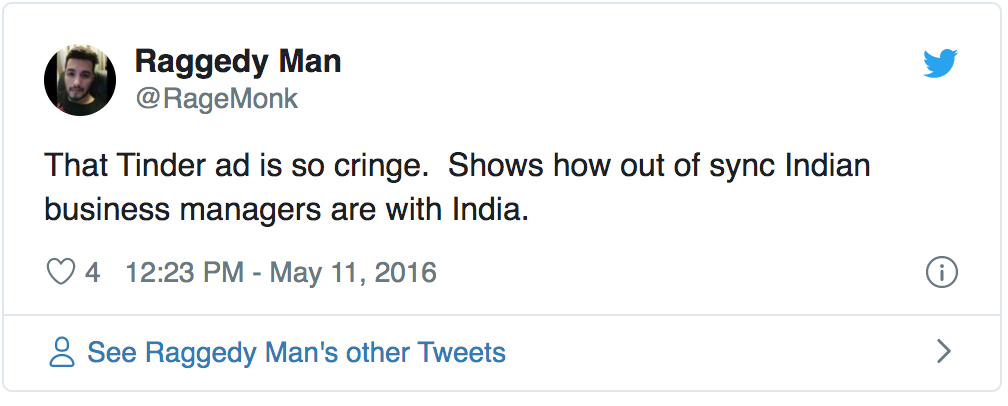 Raggedy Man
@RageMonk
That Tinder ad is so cringe.  Shows how out of sync Indian
business managers are with India.
4 12:23 PM - May 11, 2016
See Raggedy Man's other Tweets